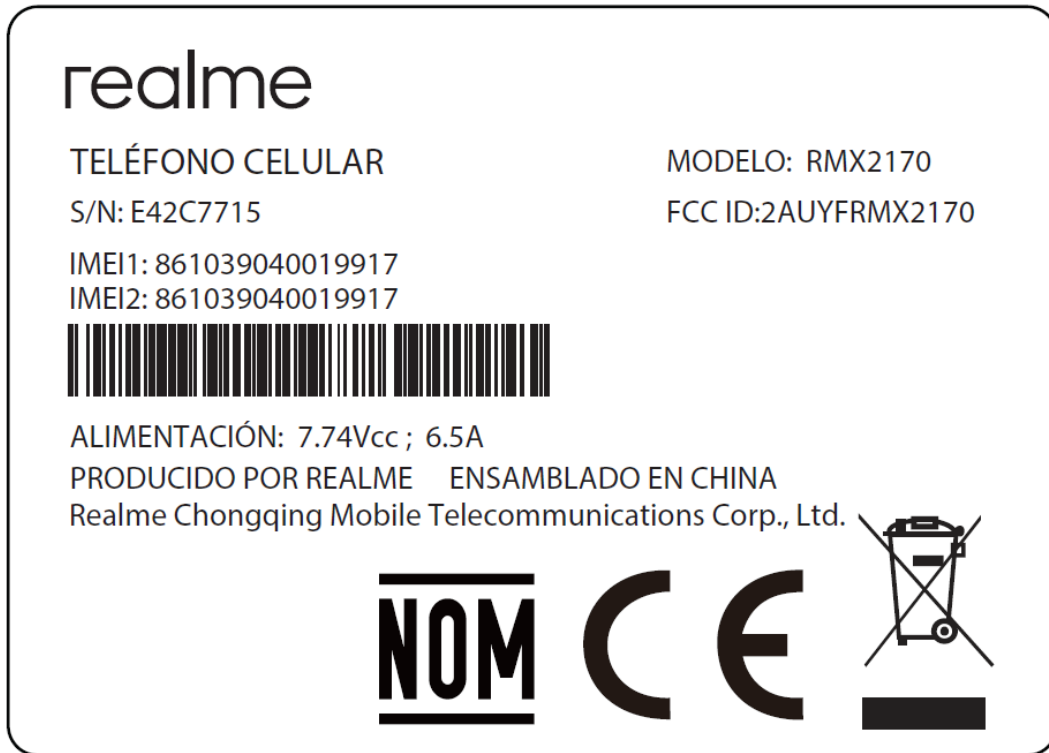 realme
TELÉFONO CELULAR
MODELO: RMX2170
S/N: E42C7715
FCC ID:2AUYFRMX2170
IMEI1: 861039040019917
IMEI2: 861039040019917
ALIMENTACIÓN: 7.74Vcc ; 6.5A
PRODUCIDO POR REALME ENSAMBLADO EN CHINA
Realme Chongqing Mobile Telecommunications Corp., Ltd.
NOM CE